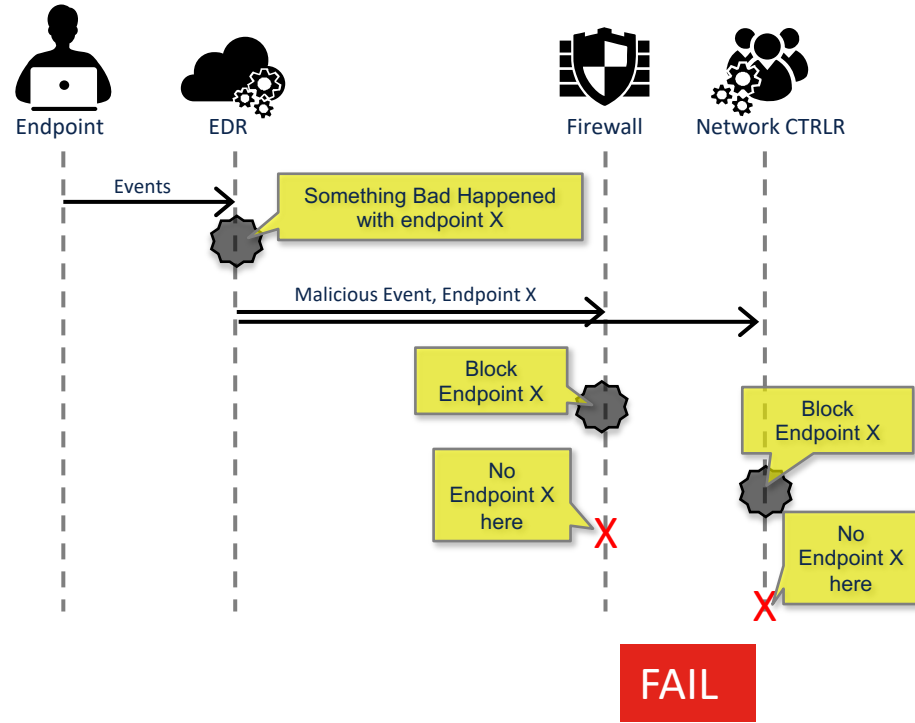 Endpoint
EDR
Firewall
Network CTRLR
Events
Something Bad Happened
with endpoint X
Malicious Event, Endpoint X
Block
Endpoint X
Block
Endpoint X
No
Endpoint X
here
X
No
Endpoint X
here
X
FAIL